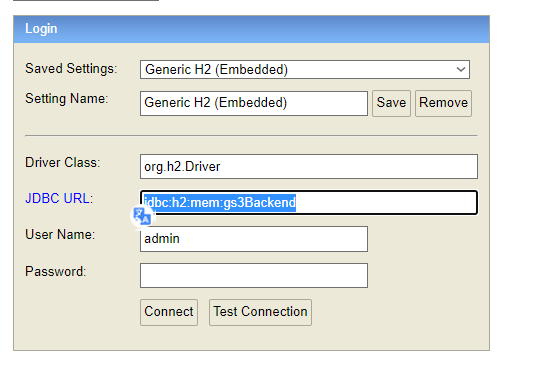 Login
Saved Settings: Generic H2 (Embedded)
Setting Name: Generic H2 (Embedded) Save Remove
Driver Class: org.h2.Driver
JDBC URL: jdbc:h2:mem:gs3Backend
User Name: admin
Password:
Connect Test Connection